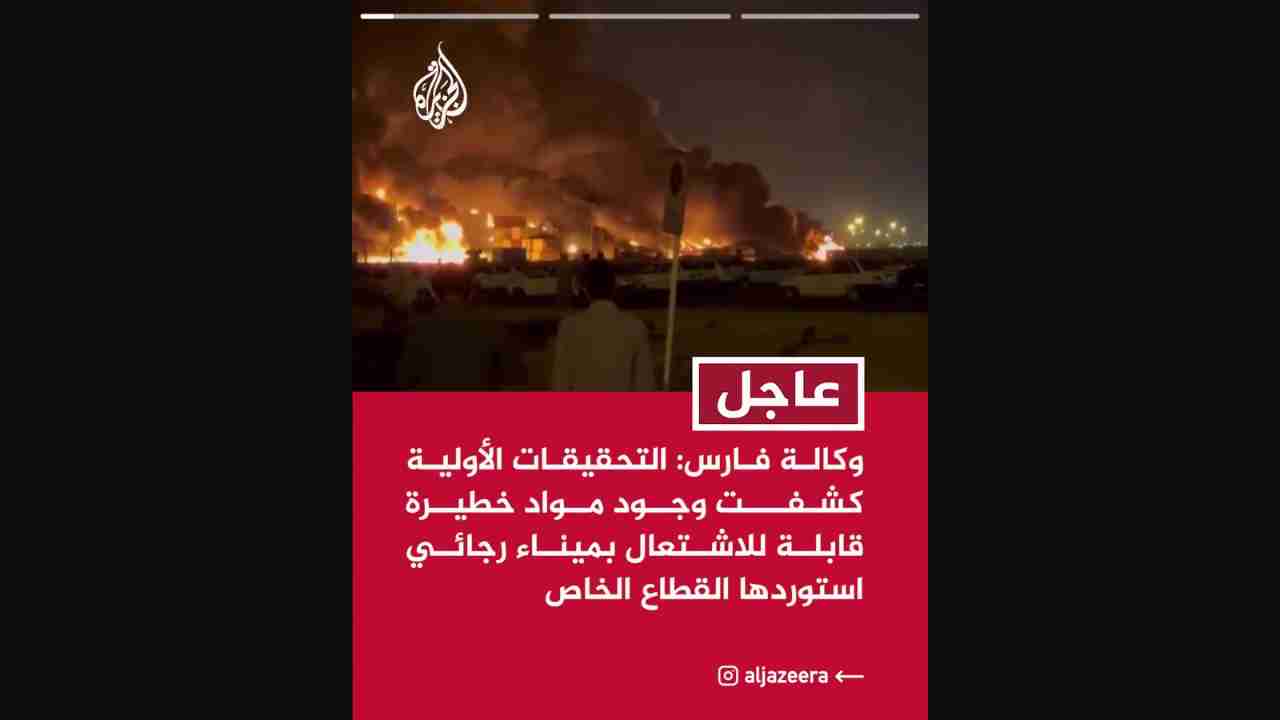 الجزيرة
عاجل
وكالة فارس: التحقيقات الأولية
كشفت وجود مواد خطيرة
قابلة للاشتعال بميناء رجائي
استوردها القطاع الخاص
aljazeera